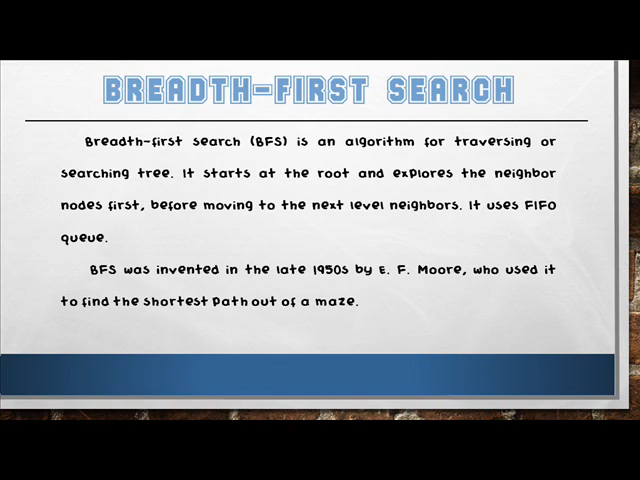 BREADTH-FIRST SEARCH
Breadth-first search (BFS) is an algorithm for traversing or
searching tree. It starts at the root and explores the neighbor
nodes first, before moving to the next level neighbors. It uses FIFO
queue.
BFS was invented in the late 1950s by E. F. Moore, who used it
to find the shortest path out of a maze.